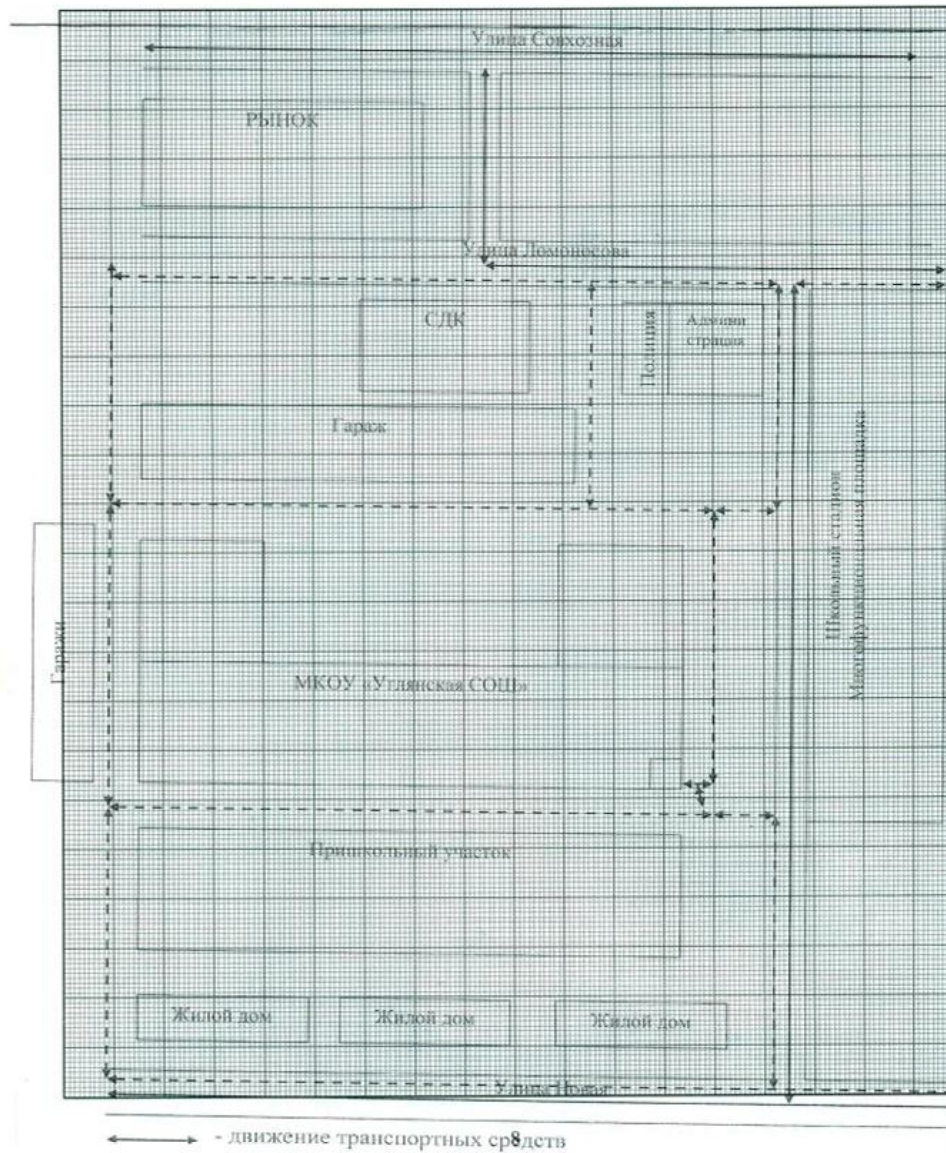 Улица Совхозная
РЫНОК
Улица Ломоносова
СДК
Полиция
Админи
страция
Гараж
Школьный стадион
Многофункциональная площадка
Гаражи
МКОУ «Углянская СОШ»
Пришкольный участок
Жилой дом
Жилой дом
Жилой дом
Улица Новая
- движение транспортных средств
8